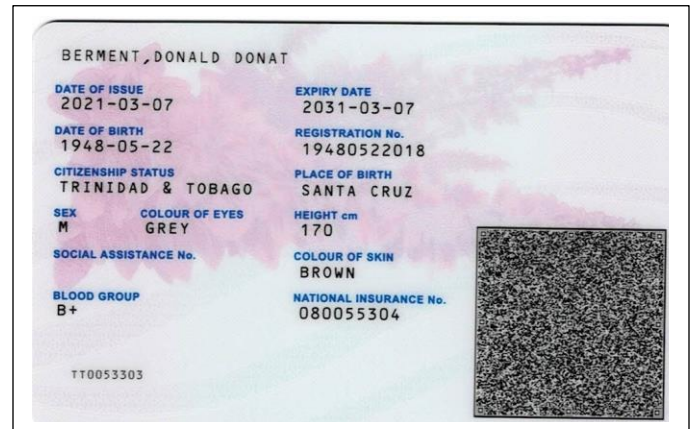 BERMENT,DONALD DONAT
DATE OF ISSUE EXPIRY DATE
2021-03-07 2031-03-07
DATE OF BIRTH REGISTRATION No.
1948-05-22 19480522018
CITIZENSHIP STATUS PLACE OF BIRTH
TRINIDAD & TOBAGO SANTA CRUZ
SEX COLOUR OF EYES HEIGHT cm
M GREY 170
SOCIAL ASSISTANCE No. COLOUR OF SKIN
BROWN
BLOOD GROUP NATIONAL INSURANCE No.
B+ 080055304
TT0053303